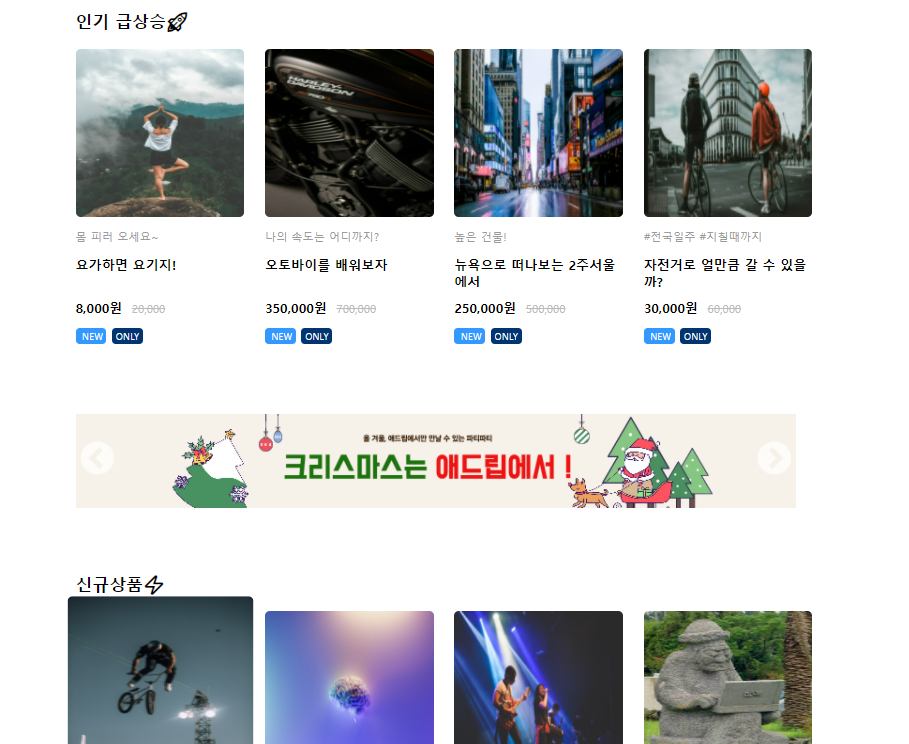 인기 급상승
HARLEY-DAVIDSON
몸 피러 오세요~
요가하면 요기지!
8,000원 20,000
NEW ONLY
나의 속도는 어디까지?
오토바이를 배워보자
350,000원 700,000
NEW ONLY
높은 건물!
뉴욕으로 떠나보는 2주서울
에서
250,000원 500,000
NEW ONLY
#전국일주 #지칠때까지
자전거로 얼만큼 갈 수 있을
까?
30,000원 60,000
NEW ONLY
올 겨울, 애드립에서만 만날 수 있는 파티파티
크리스마스는 애드립에서 !
신규상품